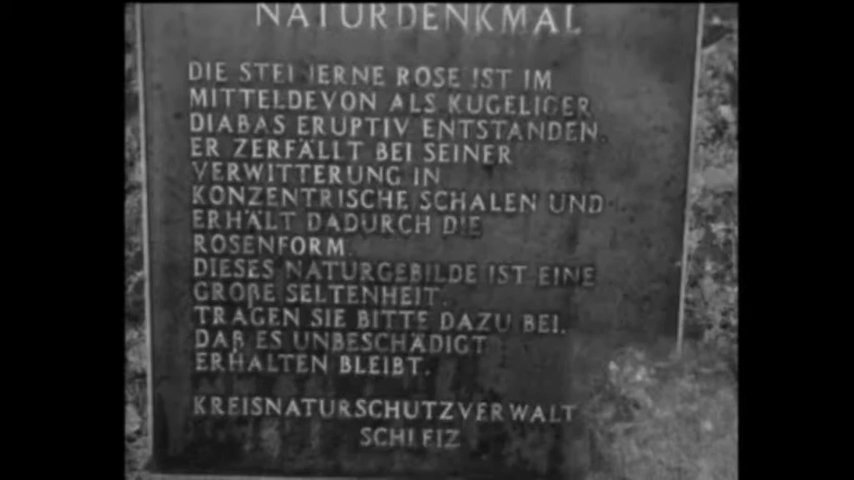 NATURDENKMAL
DIE STEINERNE ROSE IST IM
MITTELDEVON ALS KUGELIGER
DIABAS ERUPTIV ENTSTANDEN.
ER ZERFÄLLT BEI SEINER
VERWITTERUNG IN
KONZENTRISCHE SCHALEN UND
ERHÄLT DADURCH DIE
ROSENFORM.
DIESES NATURGEBILDE IST EINE
GROßE SELTENHEIT.
TRAGEN SIE BITTE DAZU BEI,
DAß ES UNBESCHÄDIGT
ERHALTEN BLEIBT.
KREISNATURSCHUTZVERWALT
SCHLEIZ